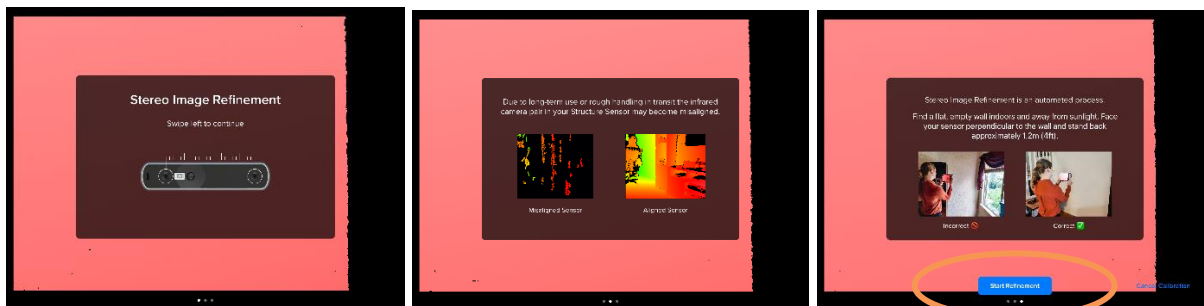 Stereo Image Refinement
Swipe left to continue
Due to long-term use or rough handling in transit the infrared
camera pair in your Structure Sensor may become misaligned.
Misaligned Sensor
Aligned Sensor
Stereo Image Refinement is an automated process.
Find a flat, empty wall indoors and away from sunlight. Face
your sensor perpendicular to the wall and stand back
approximately 1.2m (4ft).
Incorrect 🚫
Correct ✅
Start Refinement
Cancel Calibration